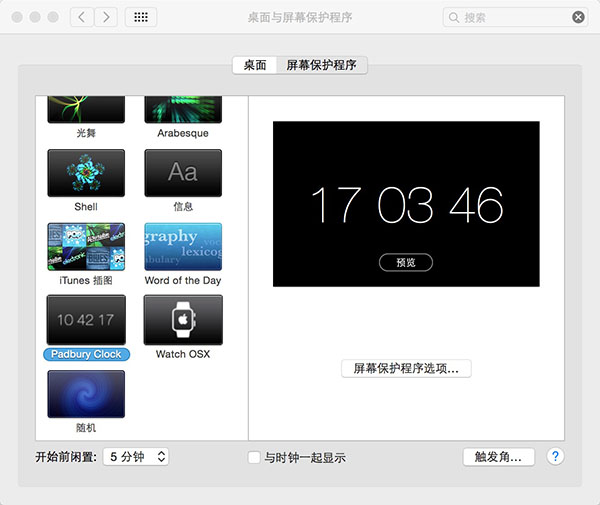 桌面与屏幕保护程序
搜索
桌面
屏幕保护程序
光舞
Arabesque
Aa
Shell
信息
graphy
lexicog
iTunes 插图
Word of the Day
10 42 17
Padbury Clock
Watch OSX
随机
17 03 46
预览
屏幕保护程序选项...
开始前闲置:
5 分钟
与时钟一起显示
触发角...
?